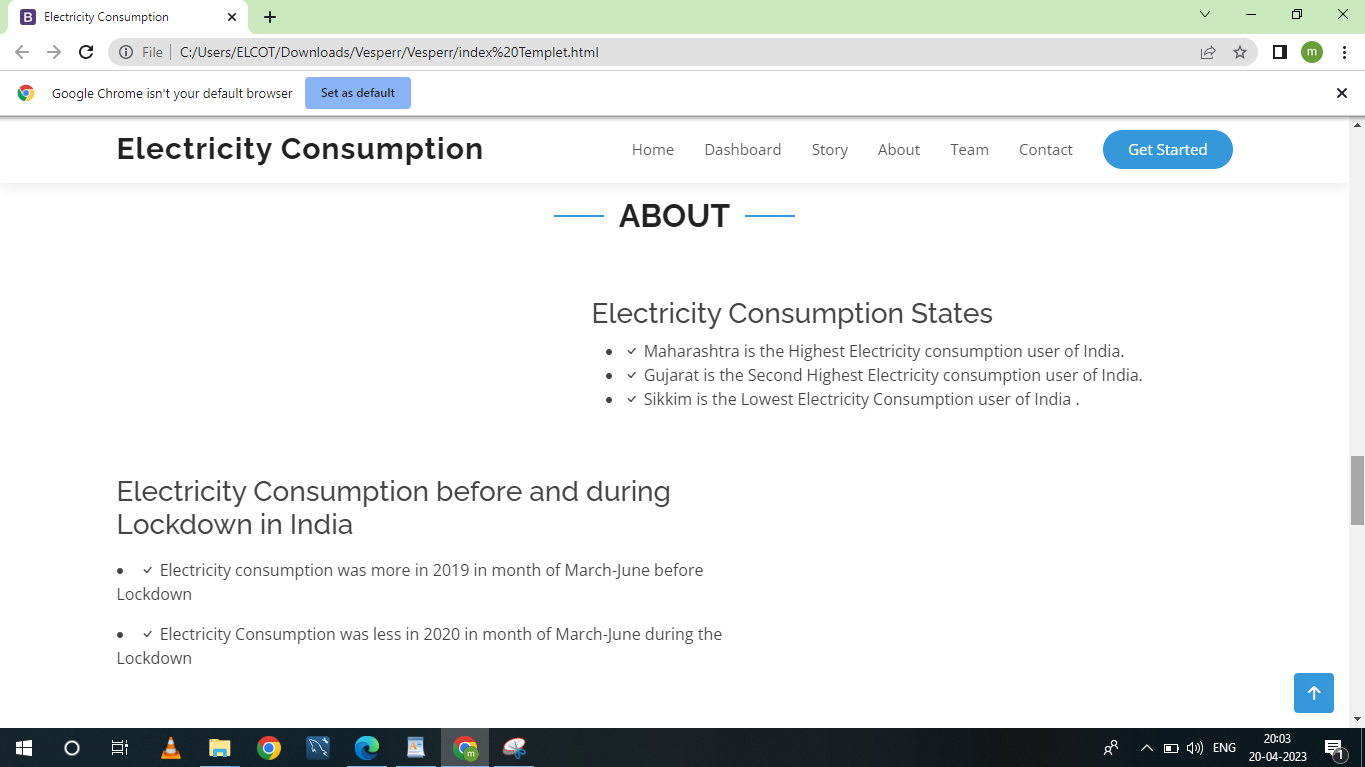 B Electricity Consumption
File C:/Users/ELCOT/Downloads/Vesperr/Vesperr/index%20Templet.html
m
Google Chrome isn't your default browser Set as default
Electricity Consumption Home Dashboard Story About Team Contact Get Started
ABOUT
Electricity Consumption States
Maharashtra is the Highest Electricity consumption user of India.
Gujarat is the Second Highest Electricity consumption user of India.
Sikkim is the Lowest Electricity Consumption user of India .
Electricity Consumption before and during
Lockdown in India
Electricity consumption was more in 2019 in month of March-June before
Lockdown
Electricity Consumption was less in 2020 in month of March-June during the
Lockdown
m
ENG
20:03
20-04-2023
1